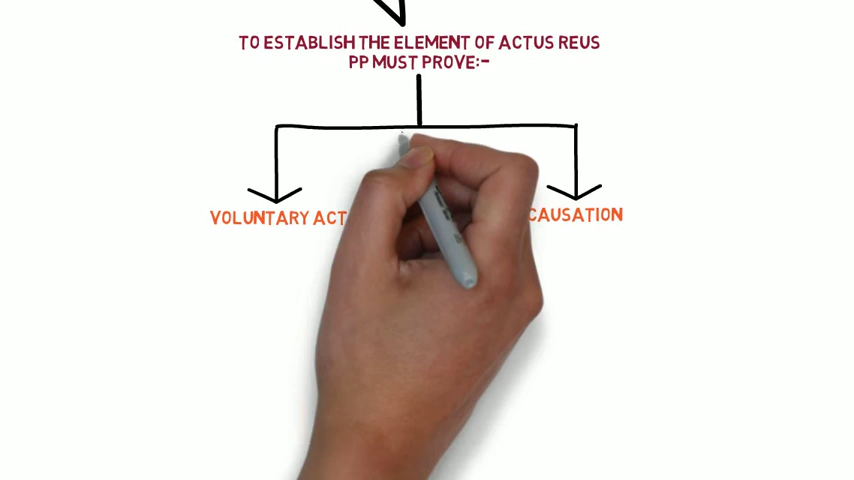 TO ESTABLISH THE ELEMENT OF ACTUS REUS
PP MUST PROVE:-
VOLUNTARY ACT
CAUSATION